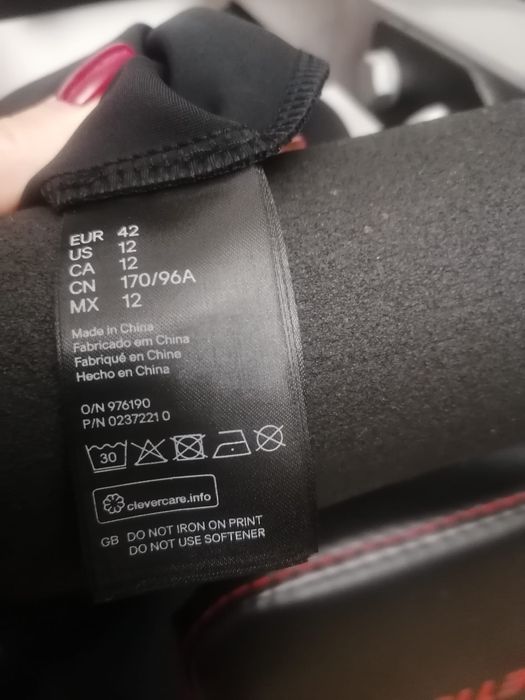 EUR 42
US 12
CA 12
CN 170/96A
MX 12
Made in China
Fabricado em China
Fabriqué en Chine
Hecho en China
O/N 976190
P/N 0237221 0
30
clevercare.info
GB DO NOT IRON ON PRINT
DO NOT USE SOFTENER